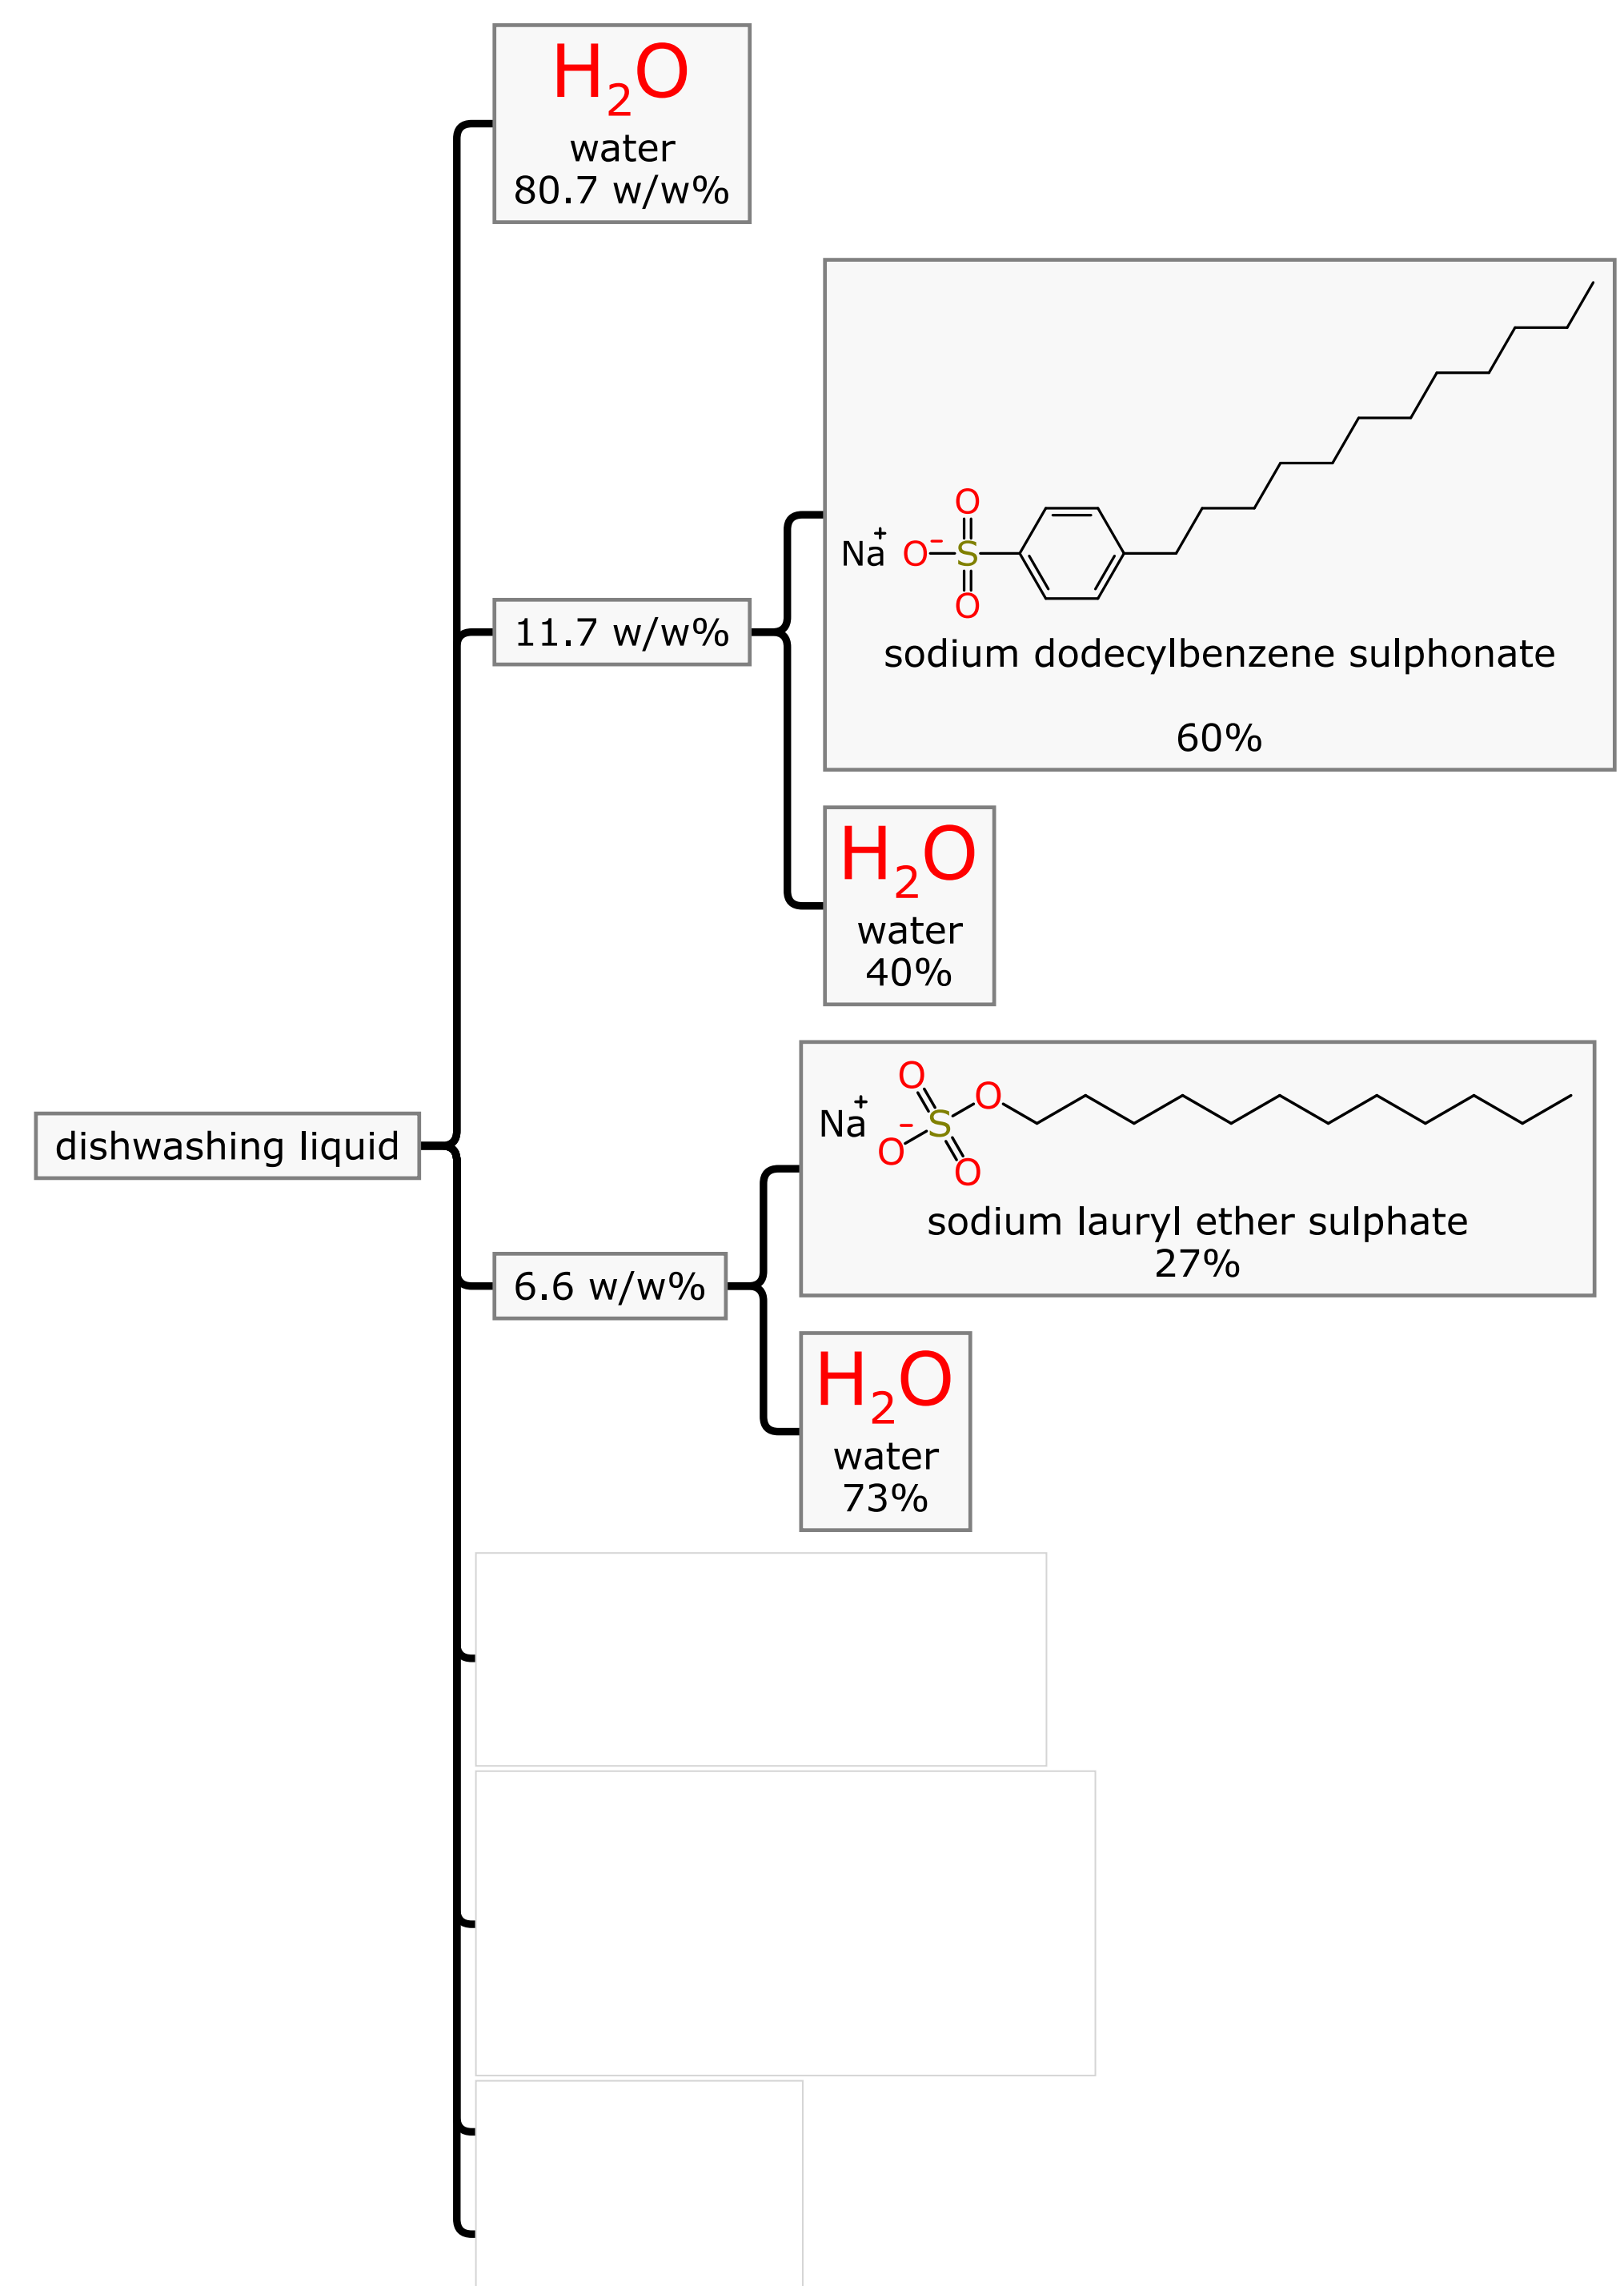 H₂O
water
80.7 w/w%
Na⁺ O⁻ S O O
sodium dodecylbenzene sulphonate
60%
11.7 w/w%
H₂O
water
40%
dishwashing liquid
Na⁺ O⁻ S O O O
sodium lauryl ether sulphate
27%
6.6 w/w%
H₂O
water
73%